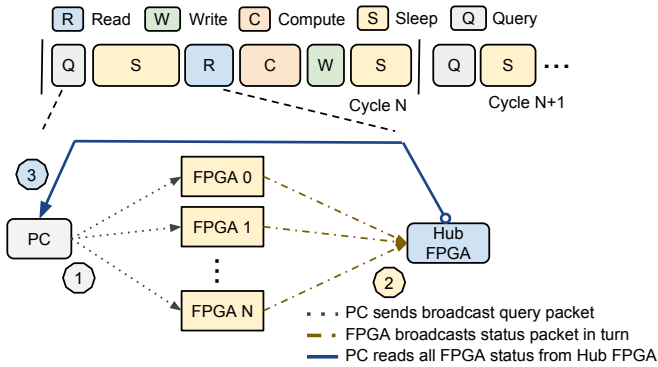 R Read W Write C Compute S Sleep Q Query
Q S R C W S Q S ...
Cycle N Cycle N+1
3
FPGA 0
PC
FPGA 1
Hub
FPGA
1
2
FPGA N
PC sends broadcast query packet
FPGA broadcasts status packet in turn
PC reads all FPGA status from Hub FPGA